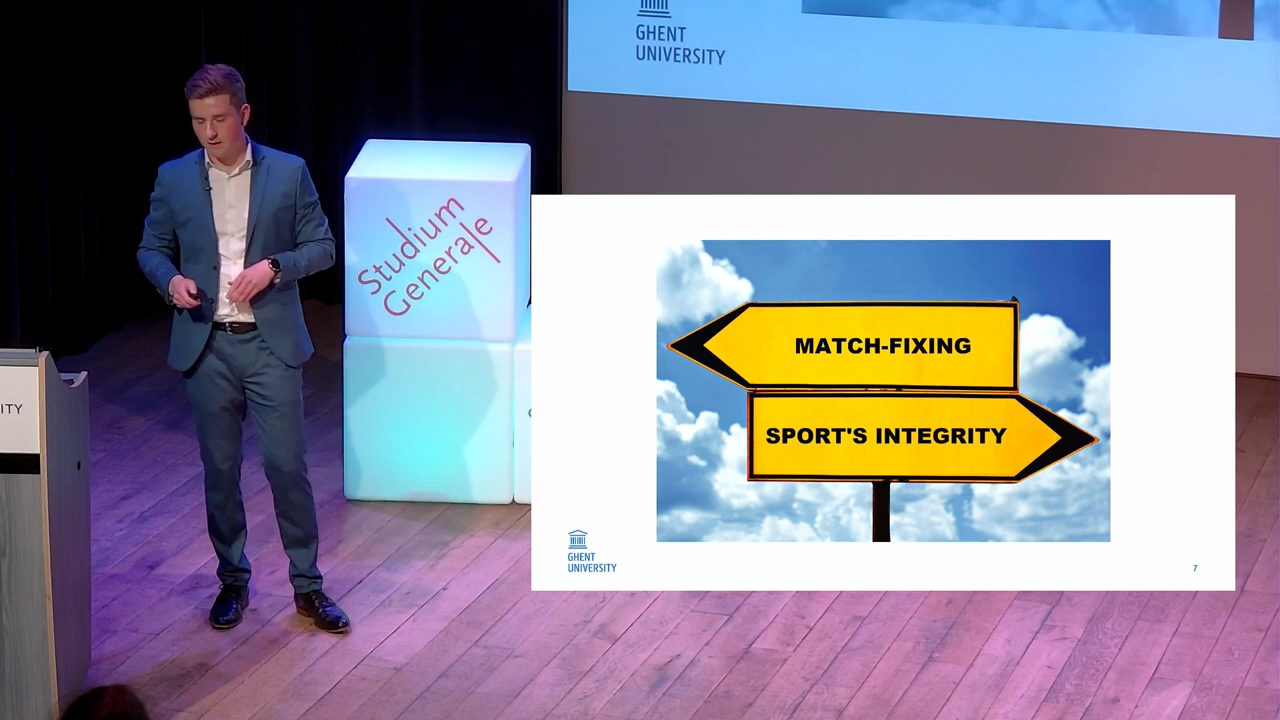 GHENT
UNIVERSITY
Studium
Generale
MATCH-FIXING
SPORT'S INTEGRITY
ITY
GHENT
UNIVERSITY
7